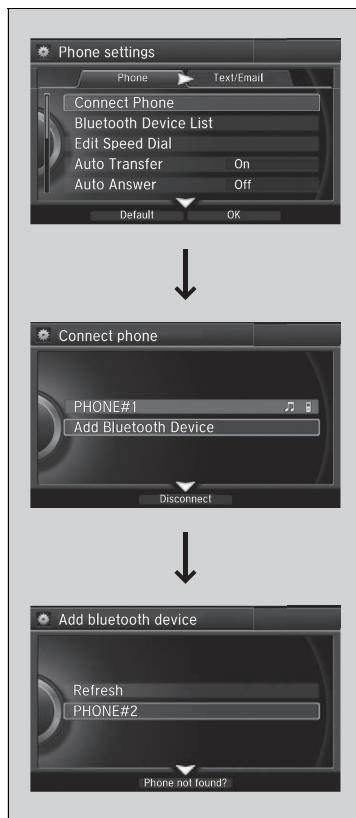 Phone settings
Phone Text/Email
Connect Phone
Bluetooth Device List
Edit Speed Dial
Auto Transfer On
Auto Answer Off
Default OK
Connect phone
PHONE#1
Add Bluetooth Device
Disconnect
Add bluetooth device
Refresh
PHONE#2
Phone not found?